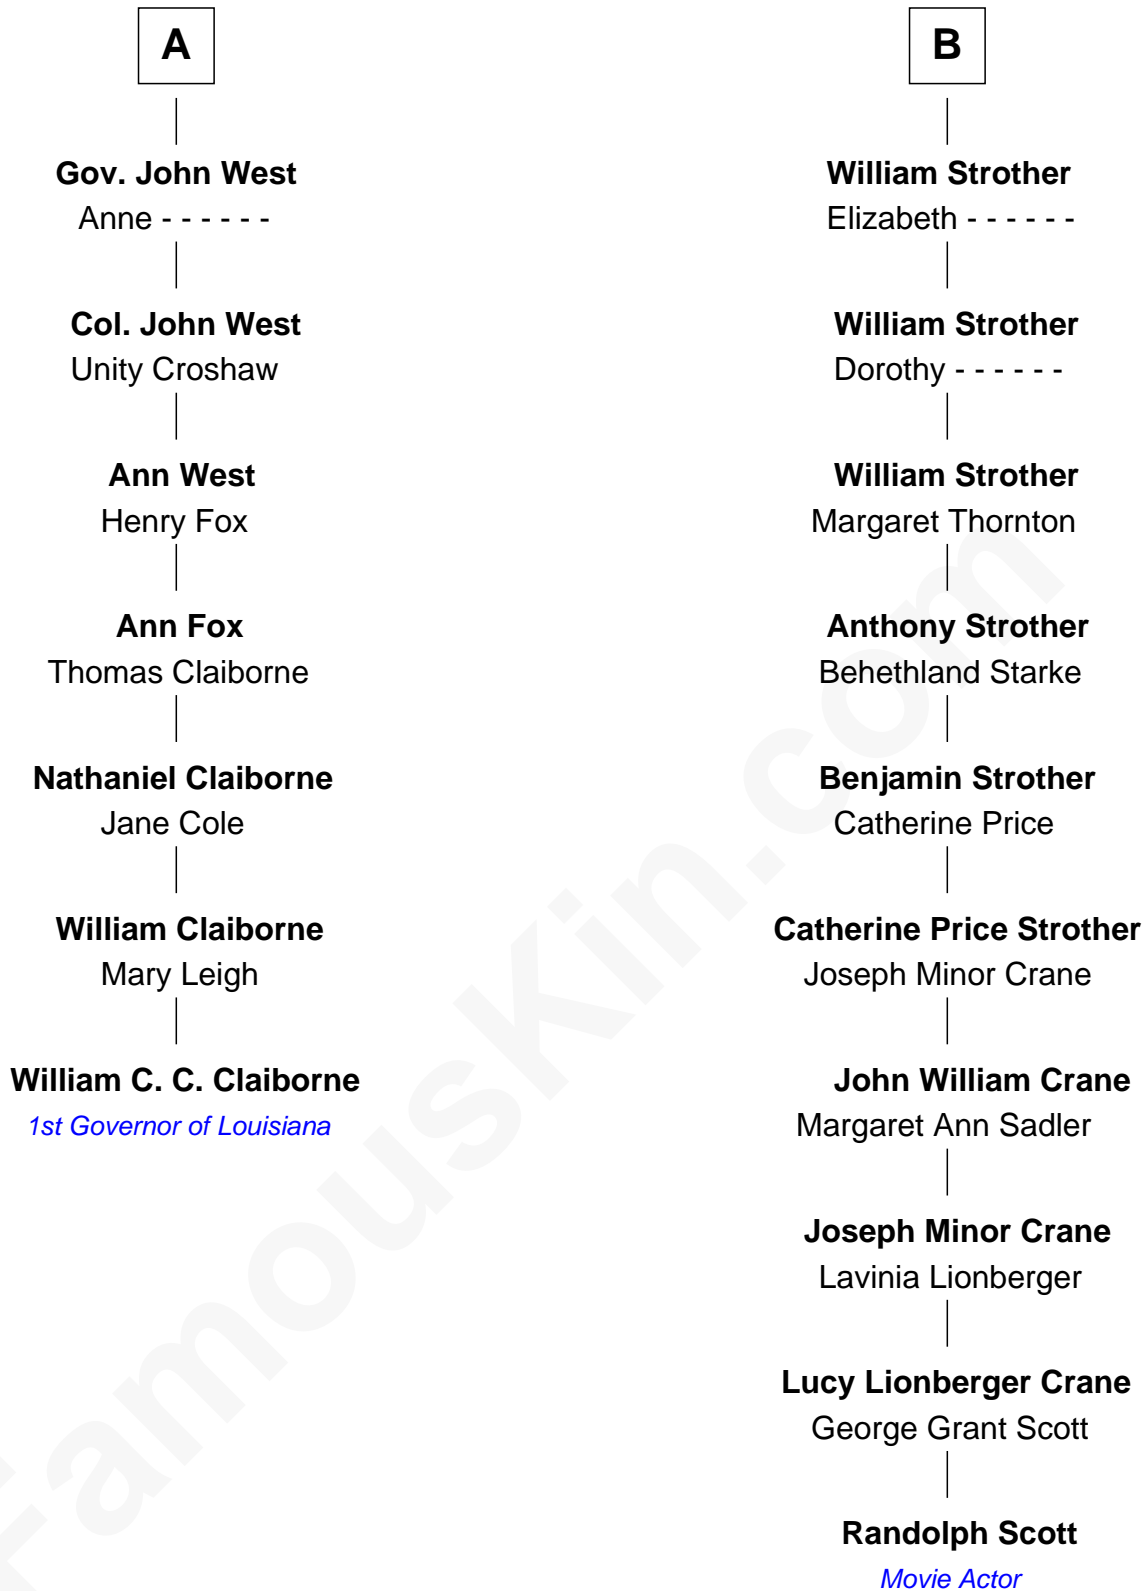 A
Gov. John West
Anne - - - - - -
Col. John West
Unity Croshaw
Ann West
Henry Fox
Ann Fox
Thomas Claiborne
Nathaniel Claiborne
Jane Cole
William Claiborne
Mary Leigh
William C. C. Claiborne
1st Governor of Louisiana
B
William Strother
Elizabeth - - - - - -
William Strother
Dorothy - - - - - -
William Strother
Margaret Thornton
Anthony Strother
Behethland Starke
Benjamin Strother
Catherine Price
Catherine Price Strother
Joseph Minor Crane
John William Crane
Margaret Ann Sadler
Joseph Minor Crane
Lavinia Lionberger
Lucy Lionberger Crane
George Grant Scott
Randolph Scott
Movie Actor
FamousKin.com